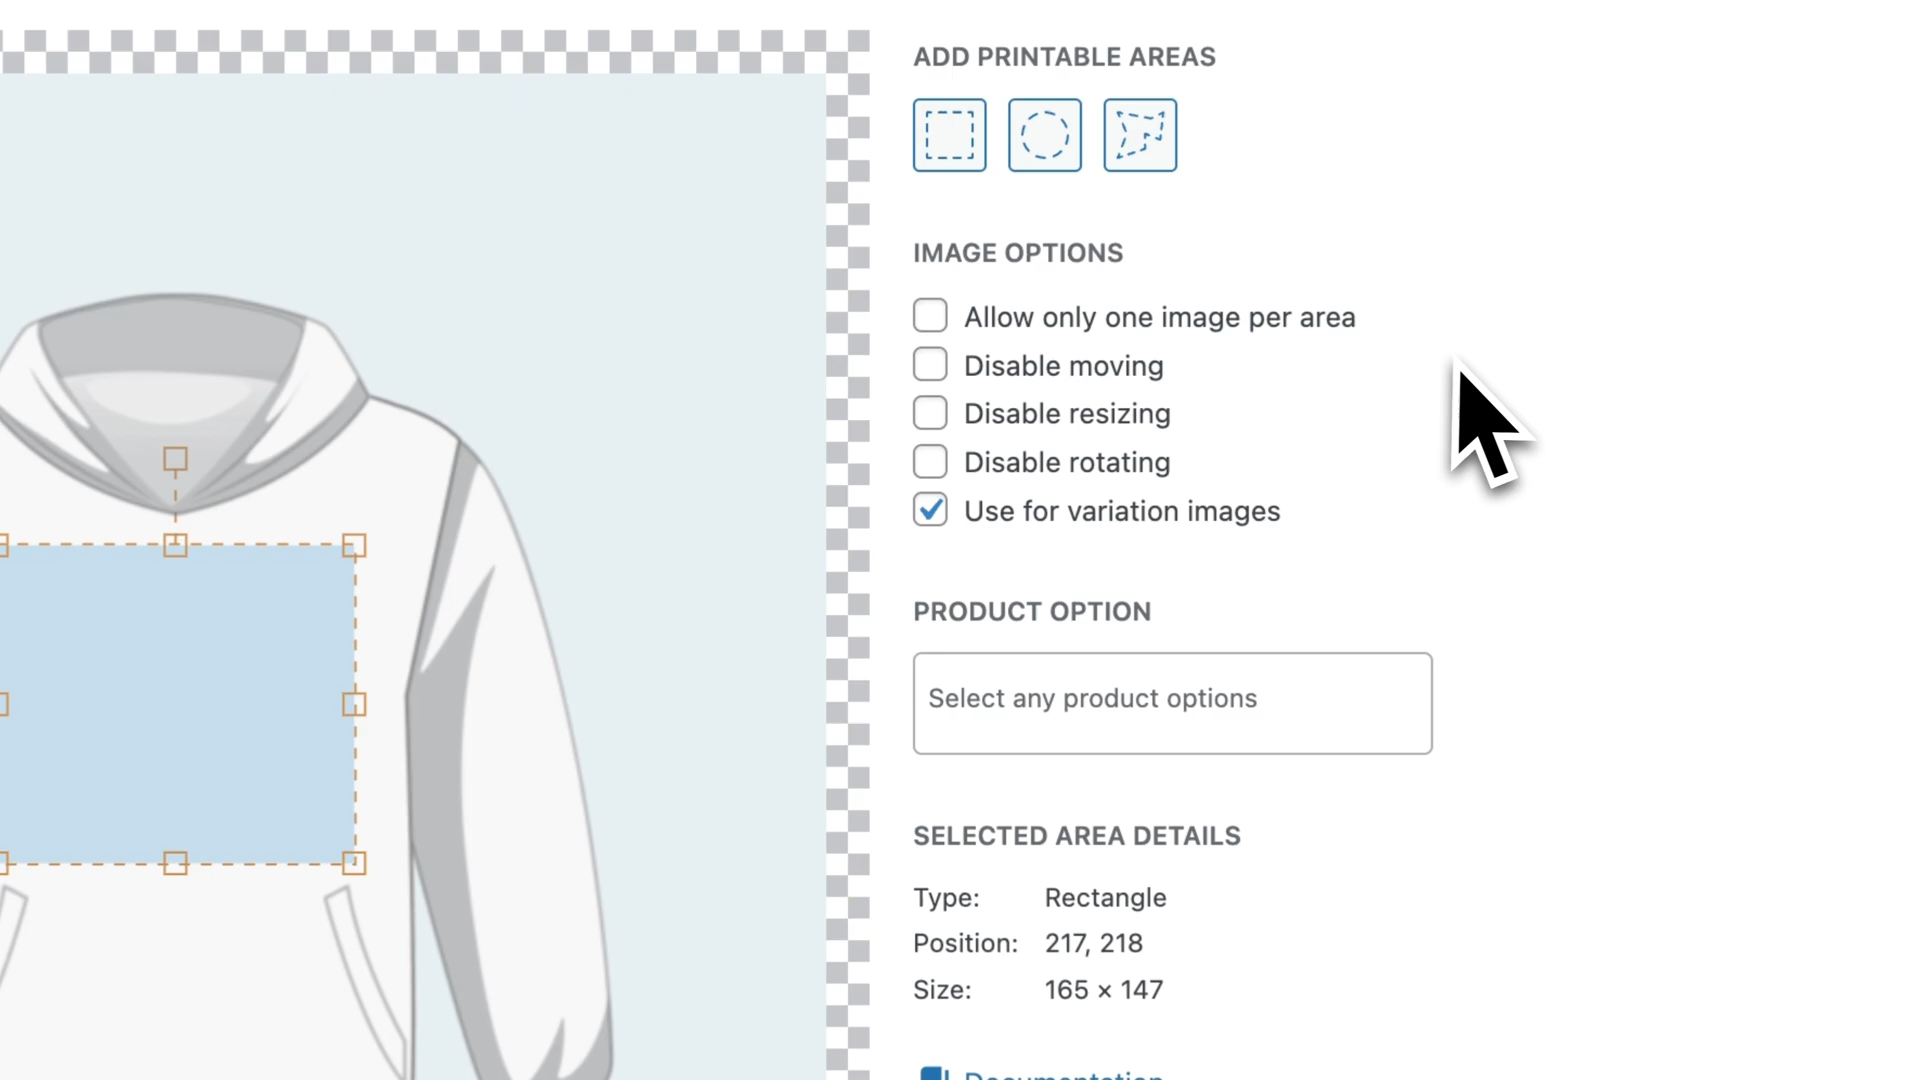 ADD PRINTABLE AREAS
IMAGE OPTIONS
Allow only one image per area
Disable moving
Disable resizing
Disable rotating
Use for variation images
PRODUCT OPTION
Select any product options
SELECTED AREA DETAILS
Type: Rectangle
Position: 217, 218
Size: 165 × 147
Documentation